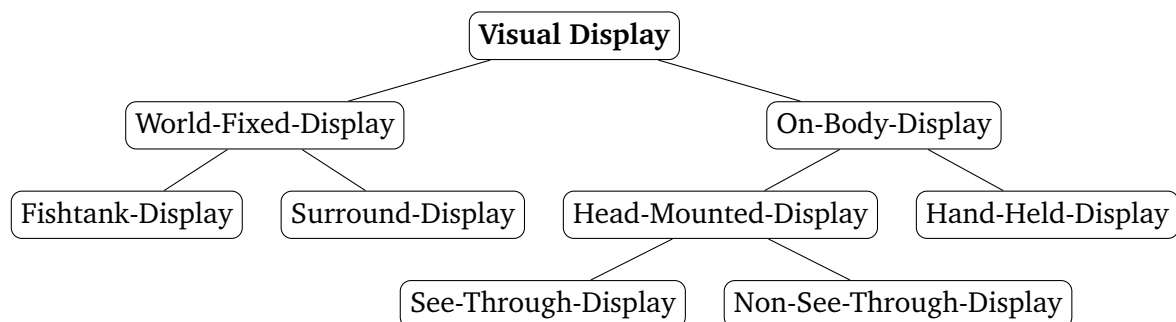 Visual Display
World-Fixed-Display
On-Body-Display
Fishtank-Display
Surround-Display
Head-Mounted-Display
Hand-Held-Display
See-Through-Display
Non-See-Through-Display